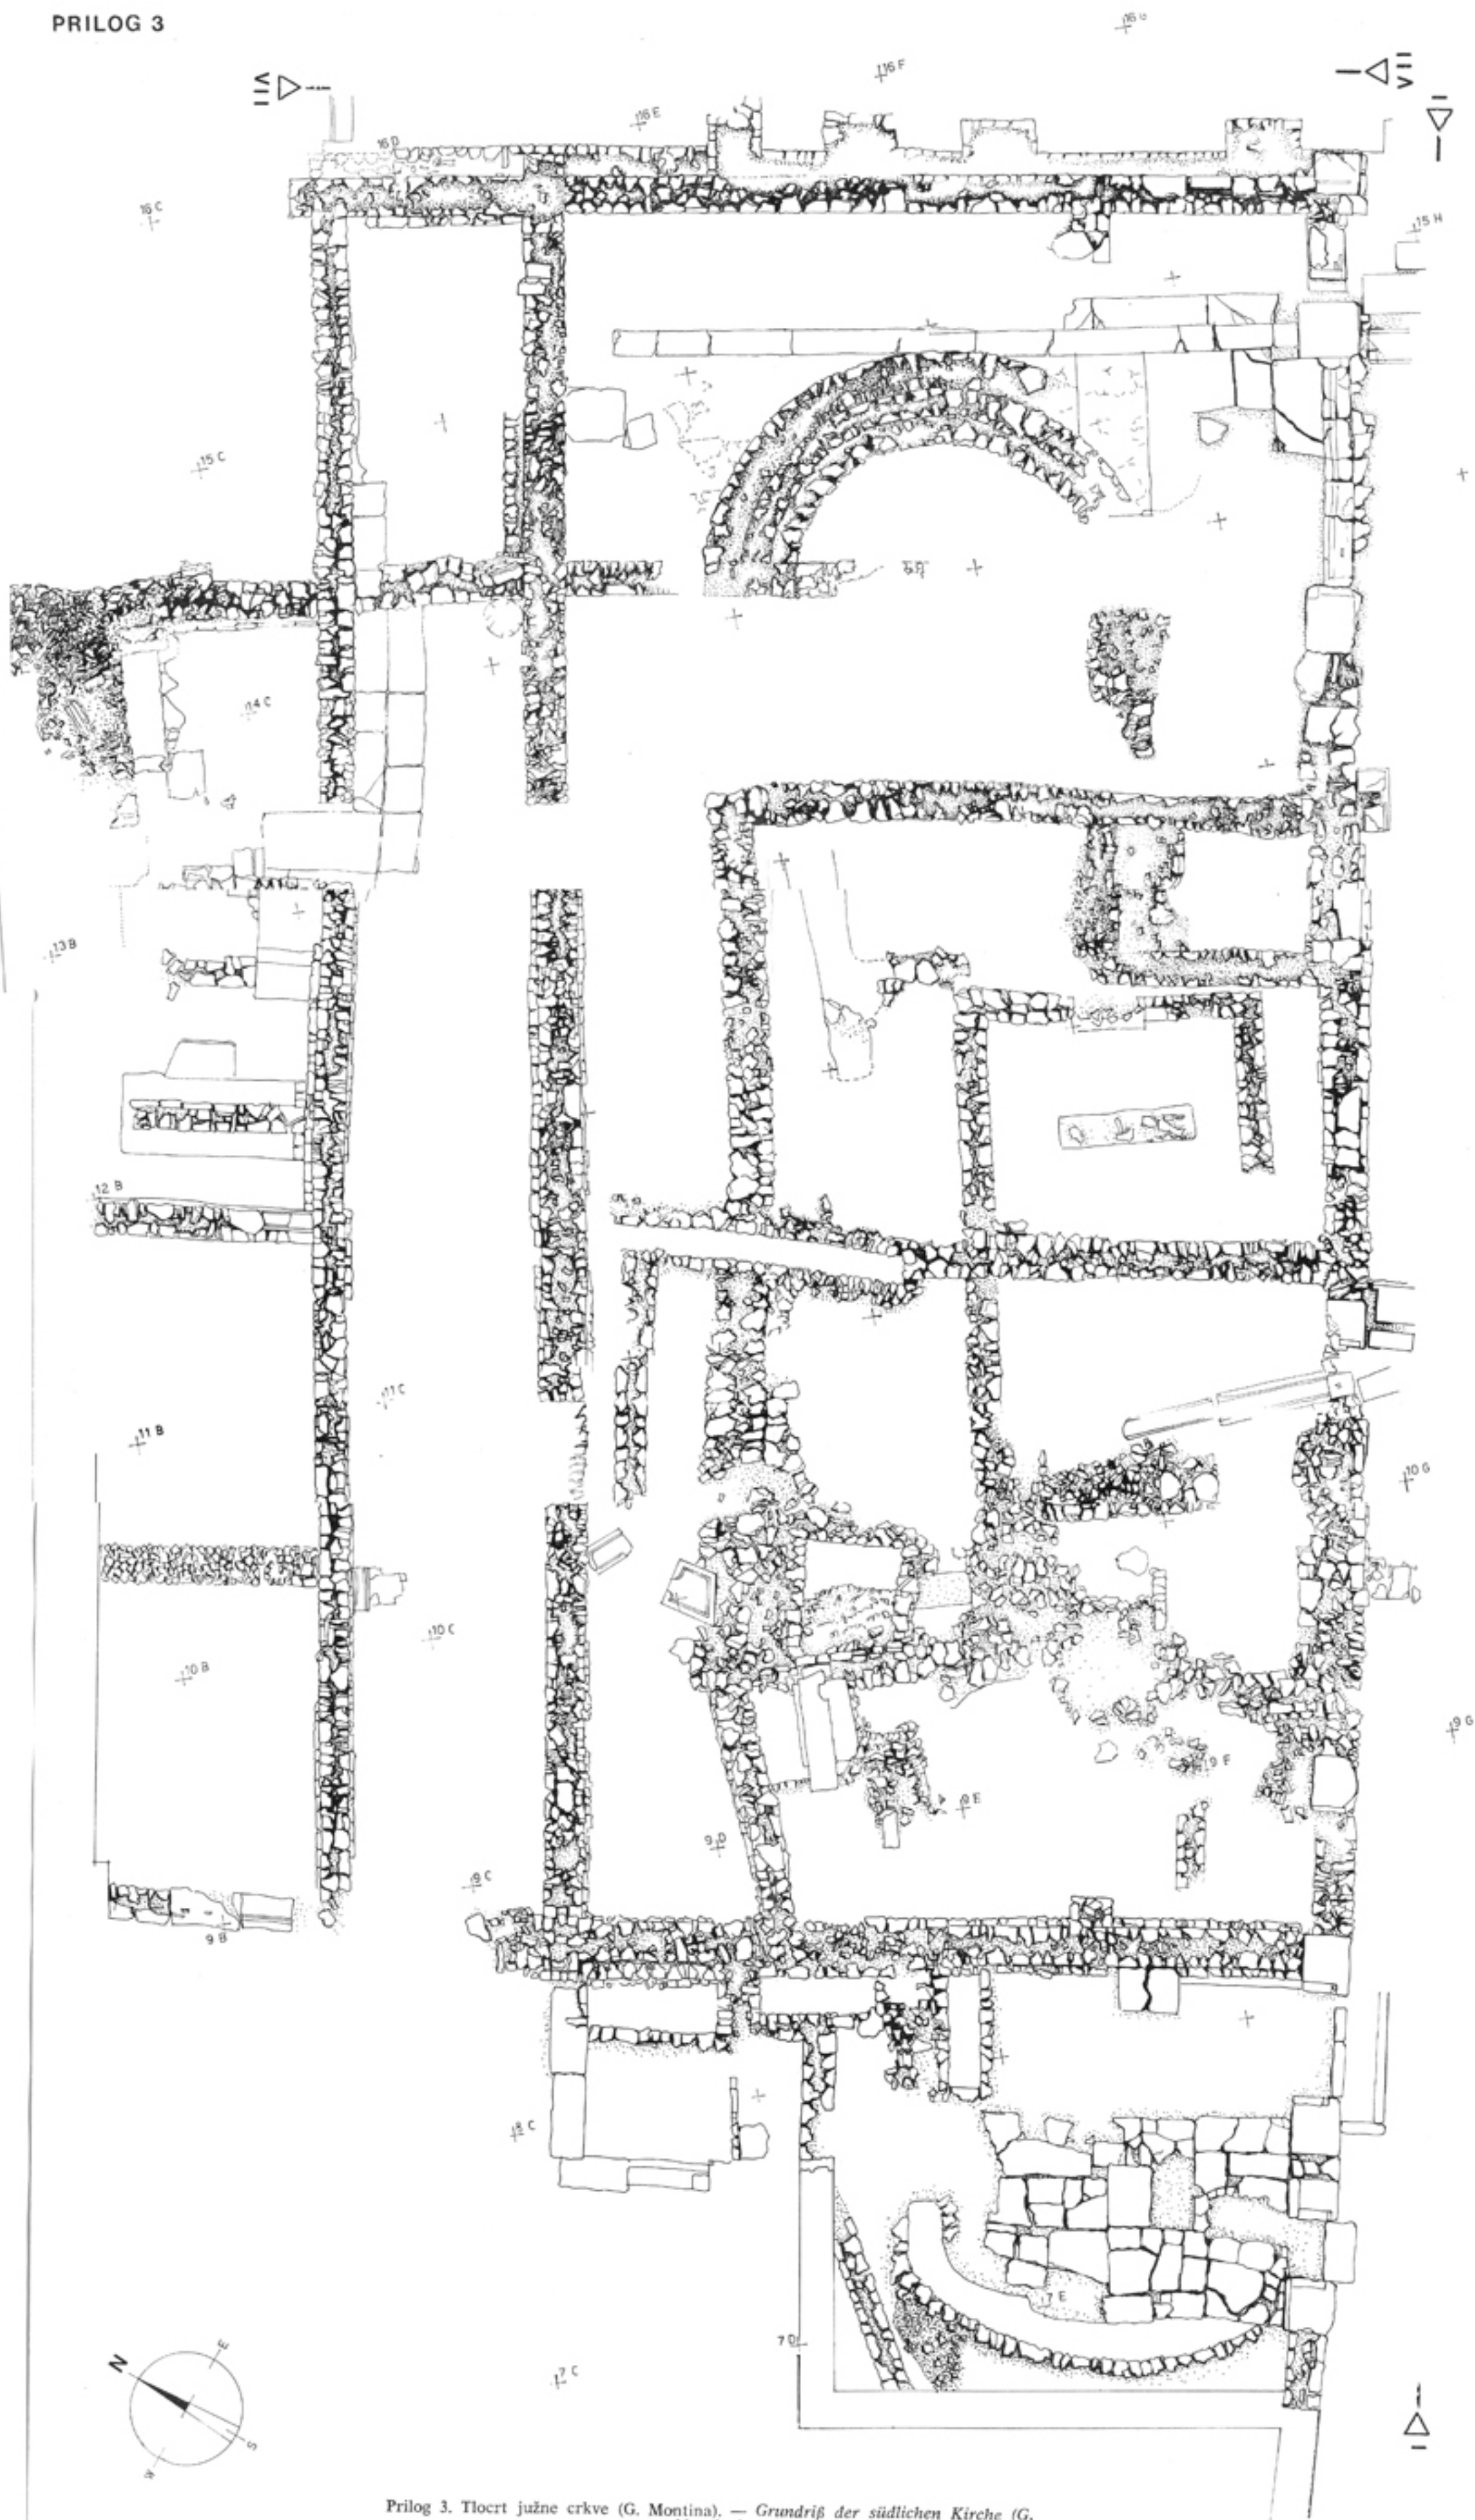 PRILOG 3
16 G
16 F
16 E
16 D
16 C
15 H
15 C
14 C
13 B
12 B
11 C
11 B
10 G
10 C
10 B
9 G
9 F
9 E
9 D
9 C
9 B
8 C
7 E
7 D
7 C
N
E
S
Prilog 3. Tlocrt južne crkve (G. Montina). — Grundriß der südlichen Kirche (G.